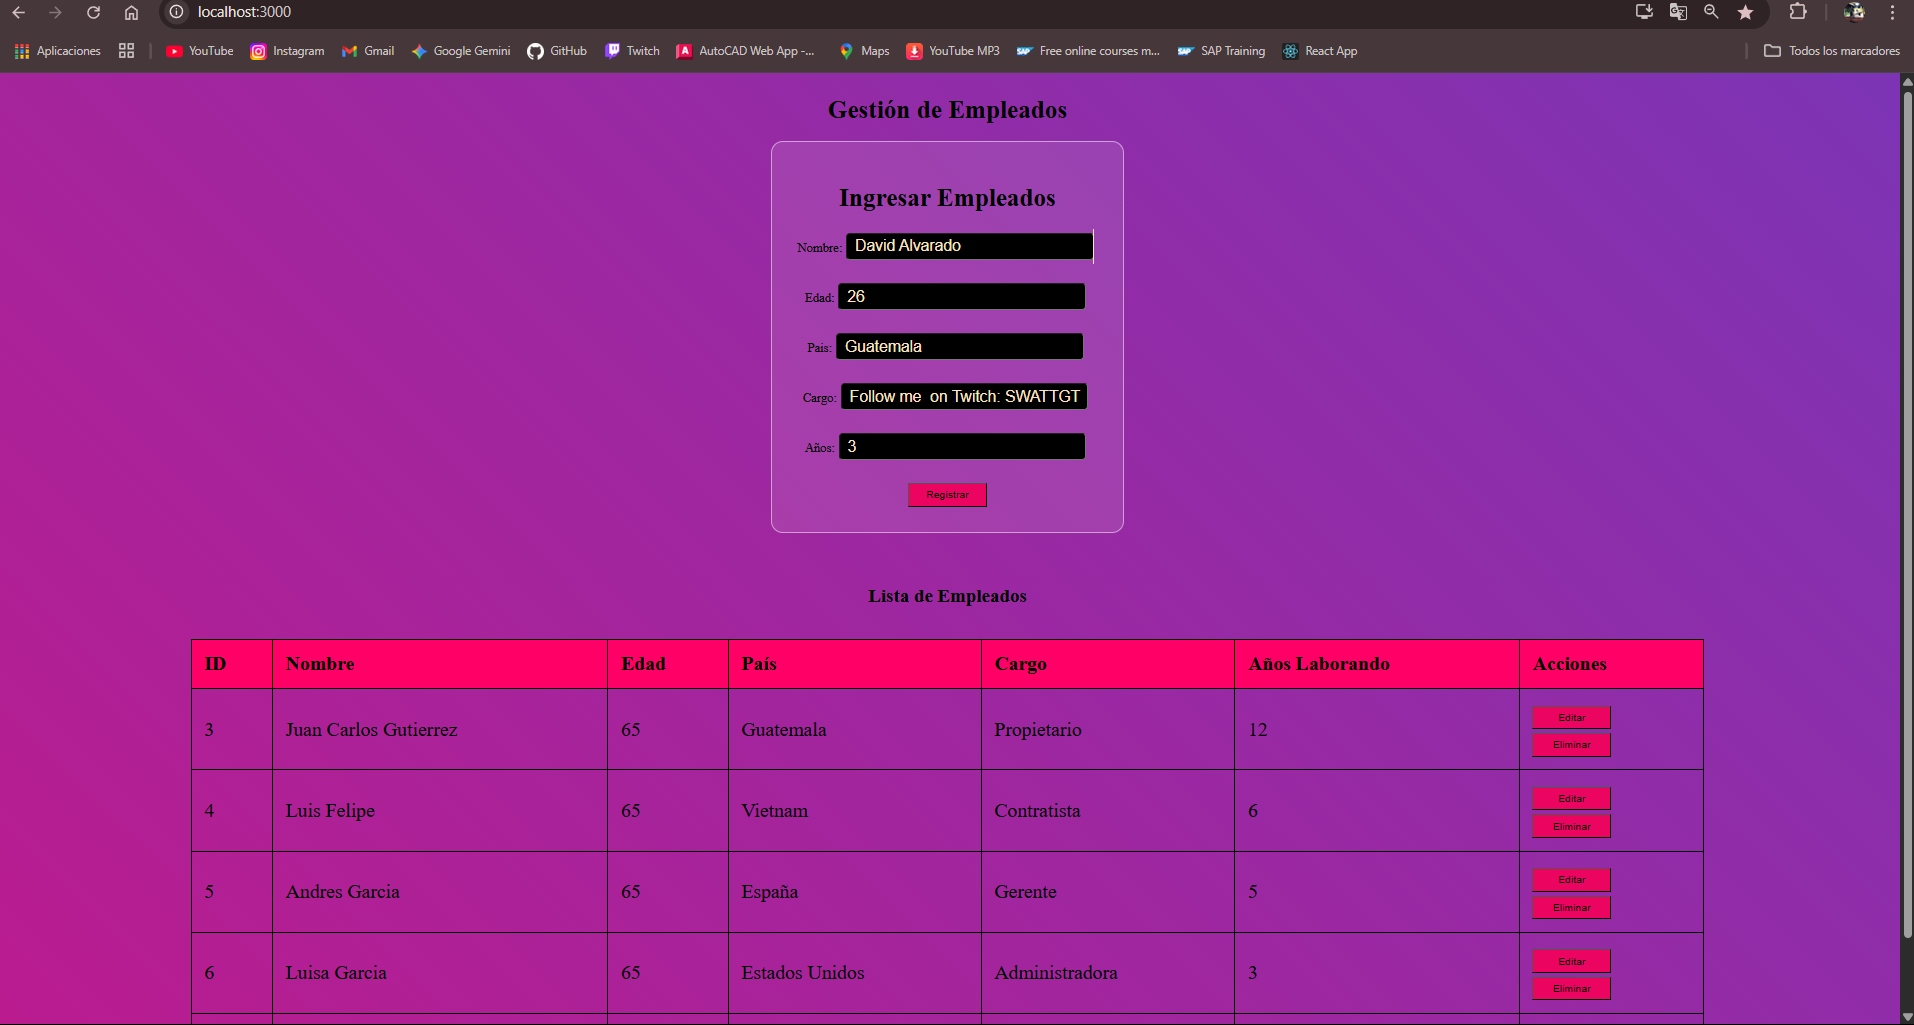 localhost:3000
Aplicaciones YouTube Instagram Gmail Google Gemini GitHub Twitch AutoCAD Web App -... Maps YouTube MP3 Free online courses m... SAP Training React App Todos los marcadores
Gestión de Empleados
Ingresar Empleados
Nombre: David Alvarado
Edad: 26
Pais: Guatemala
Cargo: Follow me  on Twitch: SWATTGT
Años: 3
Registrar
Lista de Empleados
ID Nombre Edad País Cargo Años Laborando Acciones
3 Juan Carlos Gutierrez 65 Guatemala Propietario 12 Editar
Eliminar
4 Luis Felipe 65 Vietnam Contratista 6 Editar
Eliminar
5 Andres Garcia 65 España Gerente 5 Editar
Eliminar
6 Luisa Garcia 65 Estados Unidos Administradora 3 Editar
Eliminar